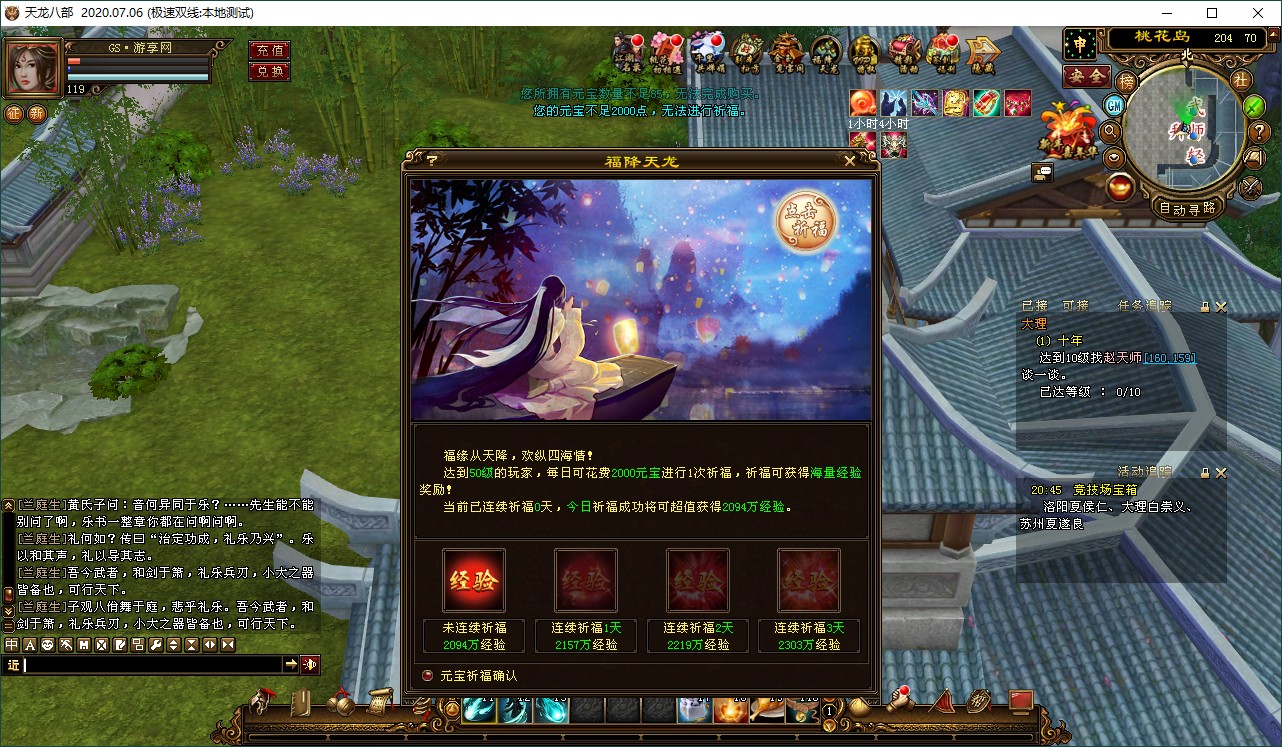 天龙八部 2020.07.06 (极速双线:本地测试)
GS·游享网
119
充值
兑换
征 新
您所拥有元宝数量不足85，无法完成购买。
您的元宝不足2000点，无法进行祈福。
1小时4小时
申
桃花岛 204 70
安全
榜
社
GM
自动寻路
福降天龙
点击
祈福
福缘从天降，欢纵四海情！
达到50级的玩家，每日可花费2000元宝进行1次祈福，祈福可获得海量经验
奖励！
当前已连续祈福0天，今日祈福成功将可超值获得2094万经验。
经验 经验 经验 经验
未连续祈福 连续祈福1天 连续祈福2天 连续祈福3天
2094万经验 2157万经验 2219万经验 2303万经验
元宝祈福确认
已接 可接 任务追踪
大理
(1) 十年
达到10级找赵天师[160,159]
谈一谈。
已达等级 ： 0/10
活动追踪
20:45 竞技场宝箱
洛阳夏侯仁、大理白崇义、
苏州夏遂良
[兰庭生]黄氏子问：音何异同于乐？……先生能不能
别问了啊，乐书一整章你都在问啊问啊。
[兰庭生]礼何如？传曰“治定功成，礼乐乃兴”。乐
以和其声，礼以导其志。
[兰庭生]吾今武者，和剑于箫，礼乐兵刃，小大之器
皆备也，可行天下。
[兰庭生]子观八佾舞于庭，悲乎礼乐。吾今武者，和
剑于箫，礼乐兵刃，小大之器皆备也，可行天下。
中 A
近
1